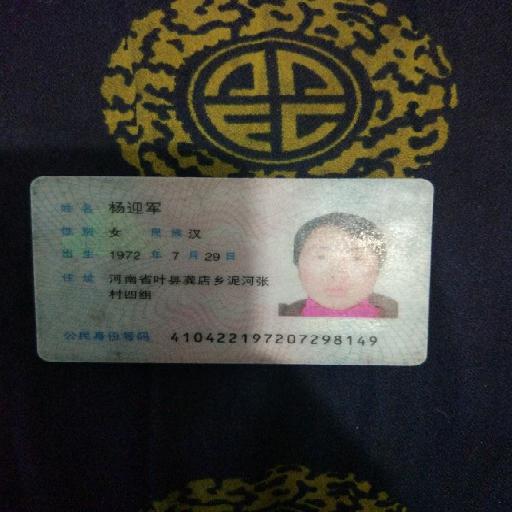 姓名 杨迎军
性别 女 民族 汉
出生 1972 年 7 月 29 日
住址 河南省叶县龚店乡泥河张
村四组
公民身份号码 410422197207298149